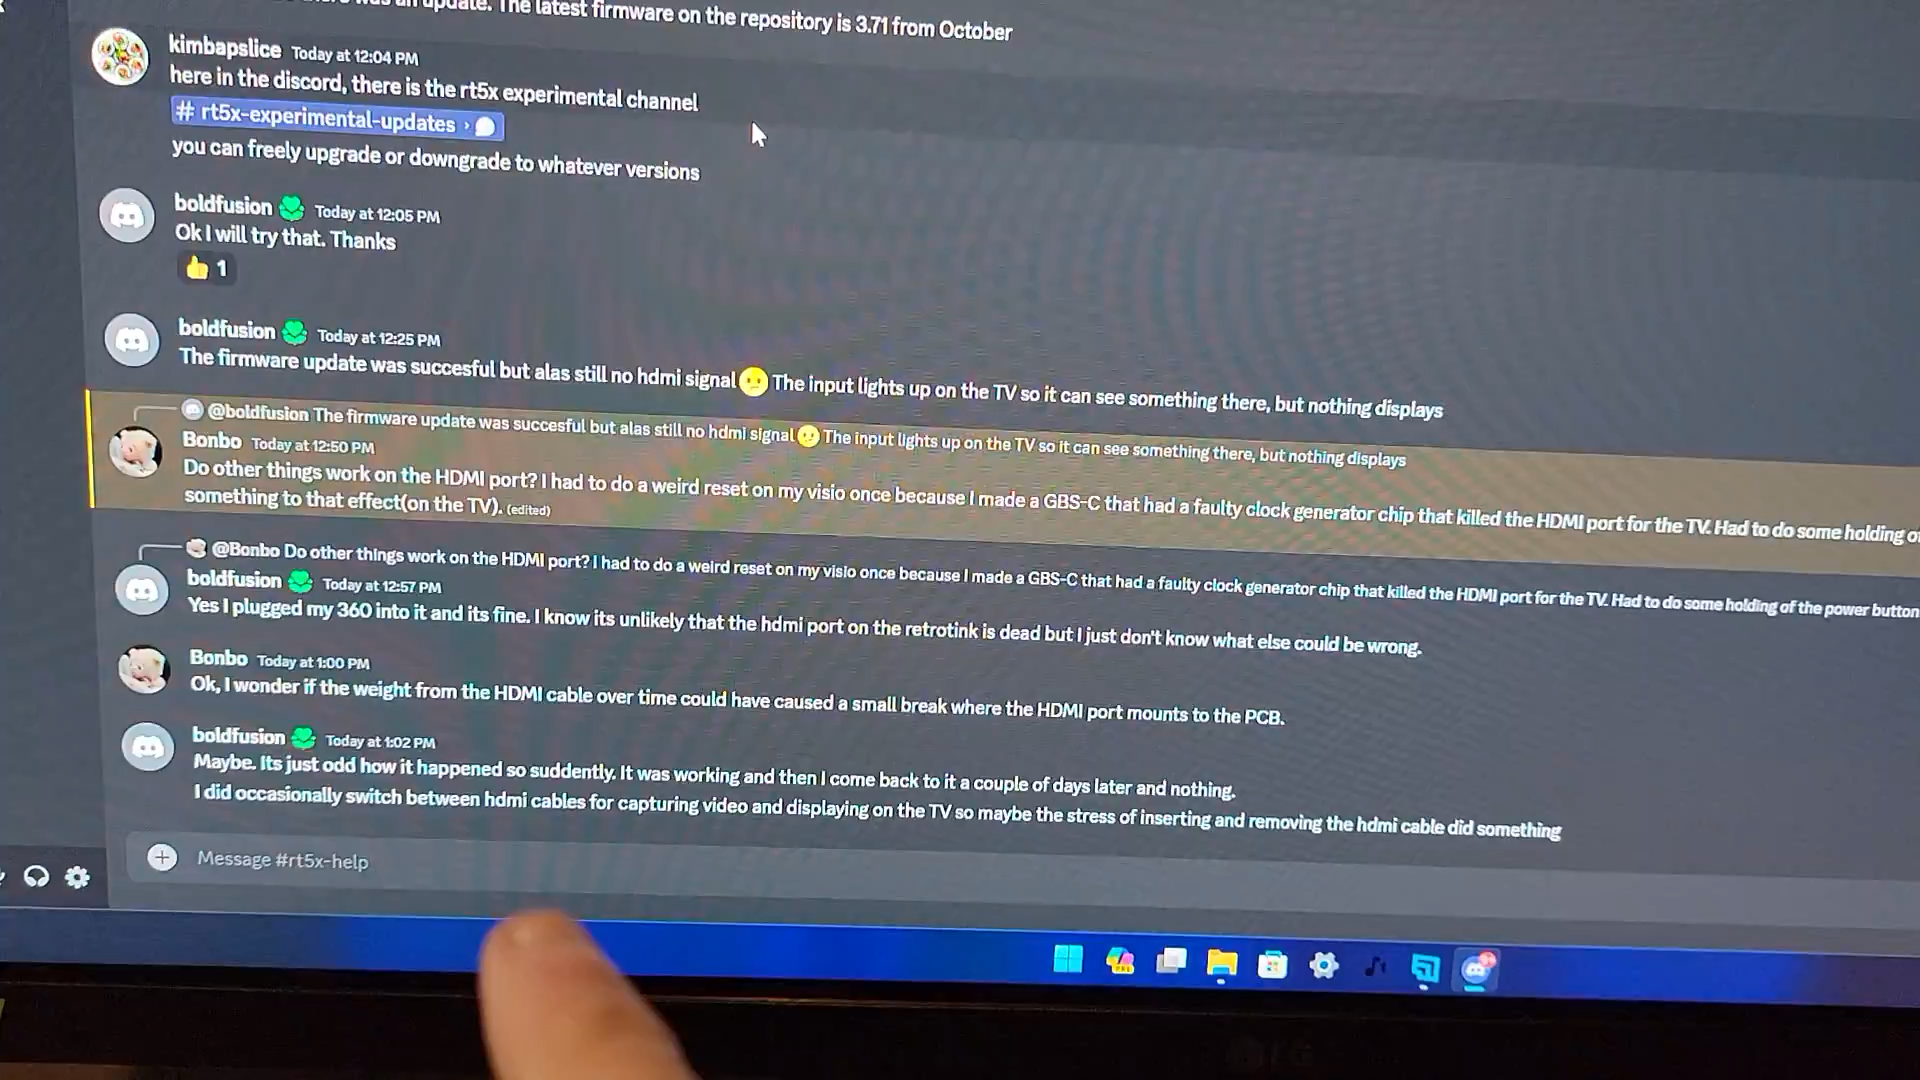 update. The latest firmware on the repository is 3.71 from October
kimbapslice Today at 12:04 PM
here in the discord, there is the rt5x experimental channel
# rt5x-experimental-updates ›
you can freely upgrade or downgrade to whatever versions
boldfusion Today at 12:05 PM
Ok I will try that. Thanks
1
boldfusion Today at 12:25 PM
The firmware update was succesful but alas still no hdmi signal The input lights up on the TV so it can see something there, but nothing displays
@boldfusion The firmware update was succesful but alas still no hdmi signal The input lights up on the TV so it can see something there, but nothing displays
Bonbo Today at 12:50 PM
Do other things work on the HDMI port? I had to do a weird reset on my visio once because I made a GBS-C that had a faulty clock generator chip that killed the HDMI port for the TV. Had to do some holding
something to that effect(on the TV). (edited)
@Bonbo Do other things work on the HDMI port? I had to do a weird reset on my visio once because I made a GBS-C that had a faulty clock generator chip that killed the HDMI port for the TV. Had to do some holding of the power button
boldfusion Today at 12:57 PM
Yes I plugged my 360 into it and its fine. I know its unlikely that the hdmi port on the retrotink is dead but I just don't know what else could be wrong.
Bonbo Today at 1:00 PM
Ok, I wonder if the weight from the HDMI cable over time could have caused a small break where the HDMI port mounts to the PCB.
boldfusion Today at 1:02 PM
Maybe. Its just odd how it happened so suddently. It was working and then I come back to it a couple of days later and nothing.
I did occasionally switch between hdmi cables for capturing video and displaying on the TV so maybe the stress of inserting and removing the hdmi cable did something
Message #rt5x-help
LG